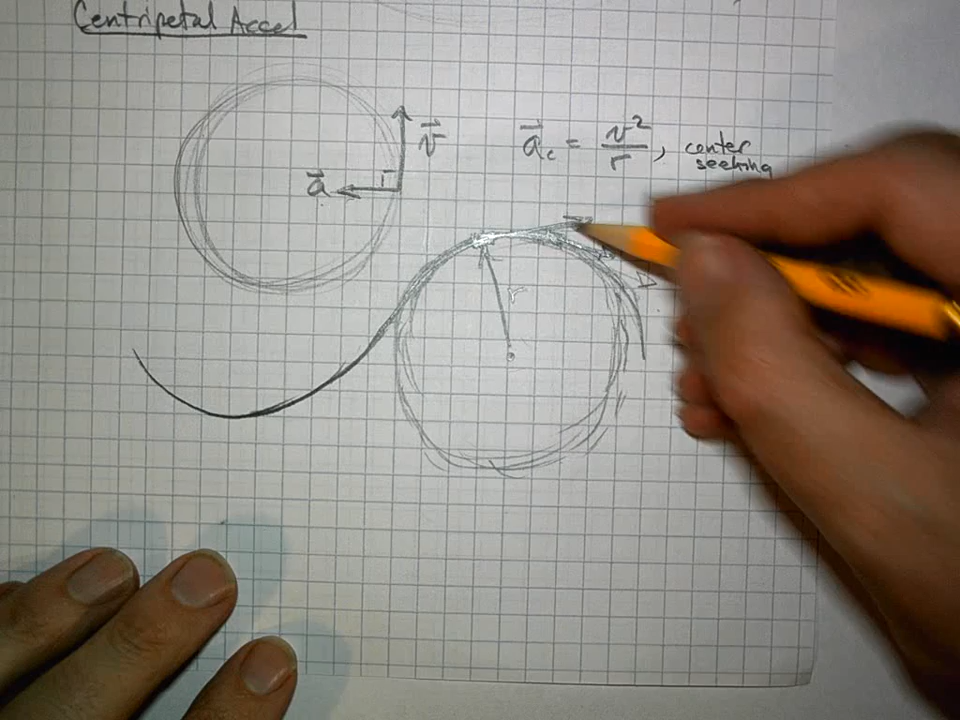 Centripetal Accel
v⃗
a⃗
a⃗c = v²/r, center
seeking
r